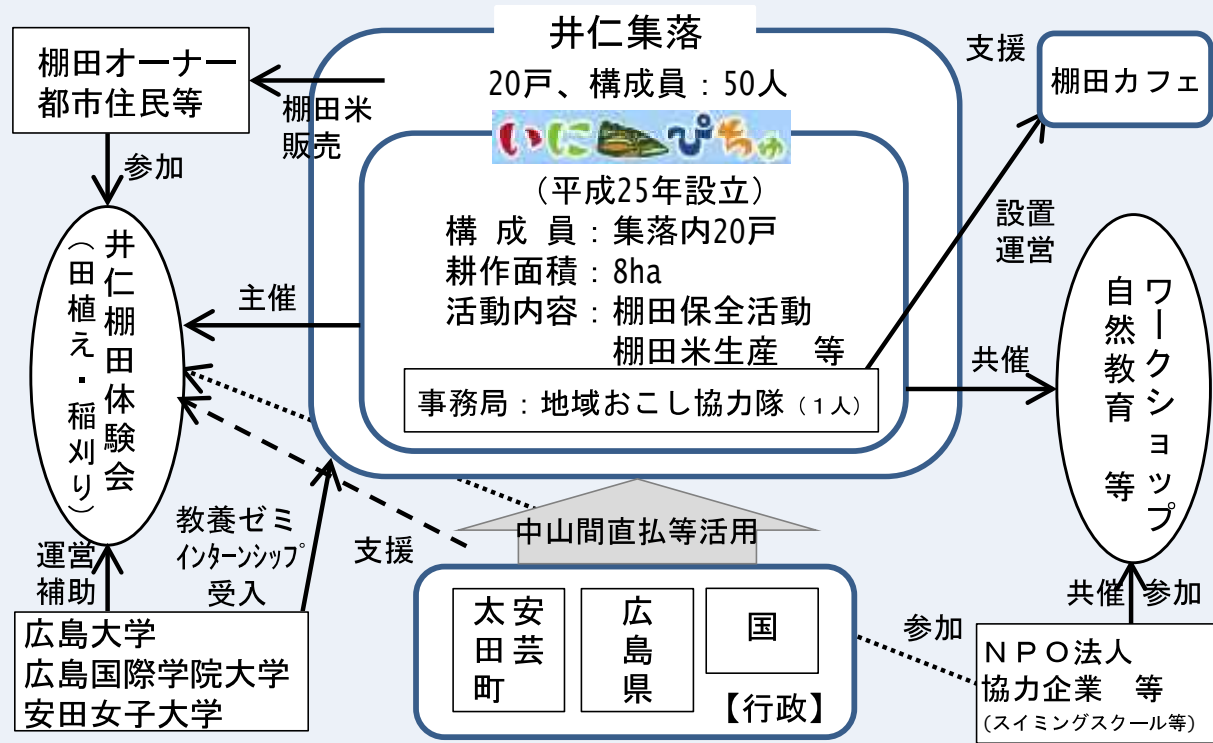 井仁集落
20戸、構成員：50人
いにぴちゅ
（平成25年設立）
構 成 員：集落内20戸
耕作面積：8ha
活動内容：棚田保全活動
棚田米生産　等
事務局：地域おこし協力隊（１人）
棚田オーナー
都市住民等
棚田米
販売
参加
井仁棚田体験会
（田植え・稲刈り）
主催
支援
棚田カフェ
設置
運営
共催
ワークショップ
自然教育　等
運営
補助
教養ゼミ
ｲﾝﾀｰﾝｼｯﾌﾟ
受入
支援
中山間直払等活用
広島大学
広島国際学院大学
安田女子大学
安芸
太田町
広島県
国
【行政】
参加
共催
参加
ＮＰＯ法人
協力企業　等
(スイミングスクール等)